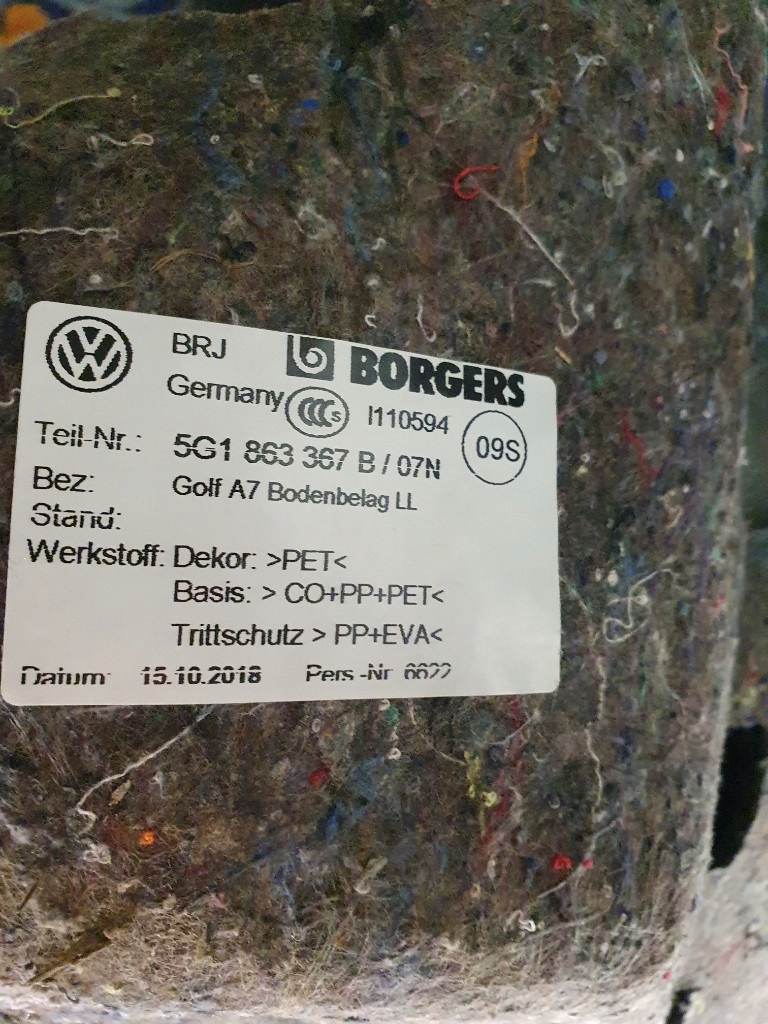 BRJ BORGERS
Germany CCC S I110594
09S
Teil-Nr.: 5G1 863 367 B / 07N
Bez: Golf A7 Bodenbelag LL
Stand:
Werkstoff: Dekor: >PET<
Basis: > CO+PP+PET<
Trittschutz > PP+EVA<
Datum: 15.10.2018 Pers.-Nr 6622